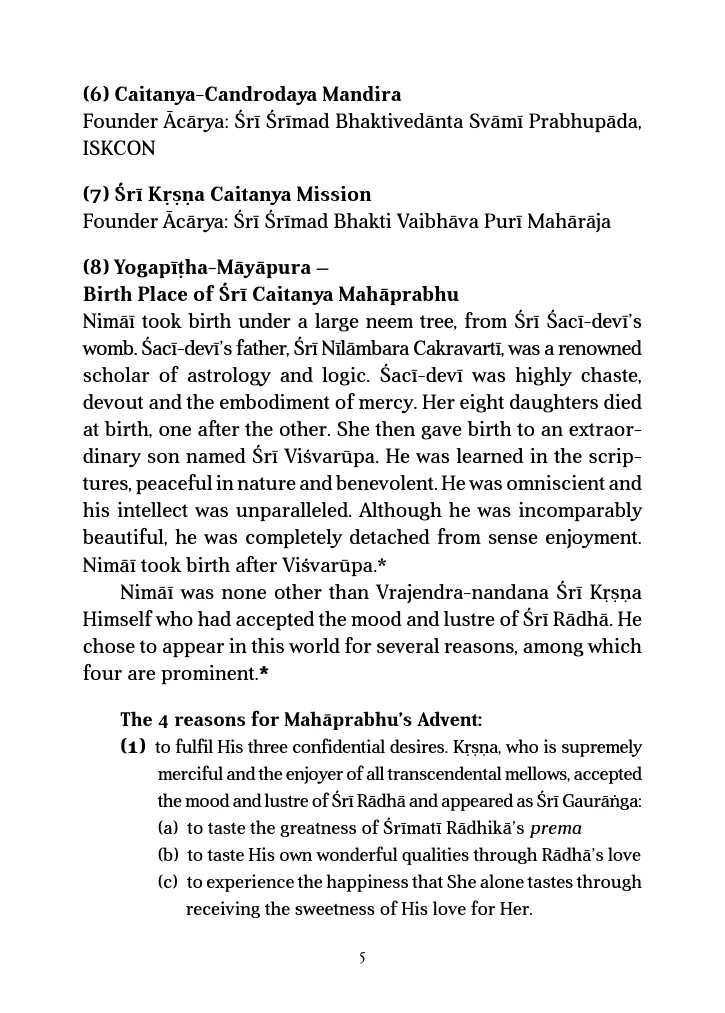 (6) Caitanya-Candrodaya Mandira
Founder Ācārya: Śrī Śrīmad Bhaktivedānta Svāmī Prabhupāda,
ISKCON
(7) Śrī Kṛṣṇa Caitanya Mission
Founder Ācārya: Śrī Śrīmad Bhakti Vaibhāva Purī Mahārāja
(8) Yogapīṭha-Māyāpura –
Birth Place of Śrī Caitanya Mahāprabhu
Nimāī took birth under a large neem tree, from Śrī Śacī-devī’s
womb. Śacī-devī’s father, Śrī Nīlāmbara Cakravartī, was a renowned
scholar of astrology and logic. Śacī-devī was highly chaste,
devout and the embodiment of mercy. Her eight daughters died
at birth, one after the other. She then gave birth to an extraor-
dinary son named Śrī Viśvarūpa. He was learned in the scrip-
tures, peaceful in nature and benevolent. He was omniscient and
his intellect was unparalleled. Although he was incomparably
beautiful, he was completely detached from sense enjoyment.
Nimāī took birth after Viśvarūpa.*
Nimāī was none other than Vrajendra-nandana Śrī Kṛṣṇa
Himself who had accepted the mood and lustre of Śrī Rādhā. He
chose to appear in this world for several reasons, among which
four are prominent.*
The 4 reasons for Mahāprabhu’s Advent:
(1) to fulfil His three confidential desires. Kṛṣṇa, who is supremely
merciful and the enjoyer of all transcendental mellows, accepted
the mood and lustre of Śrī Rādhā and appeared as Śrī Gaurāṅga:
(a) to taste the greatness of Śrīmatī Rādhikā’s prema
(b) to taste His own wonderful qualities through Rādhā’s love
(c) to experience the happiness that She alone tastes through
receiving the sweetness of His love for Her.
5